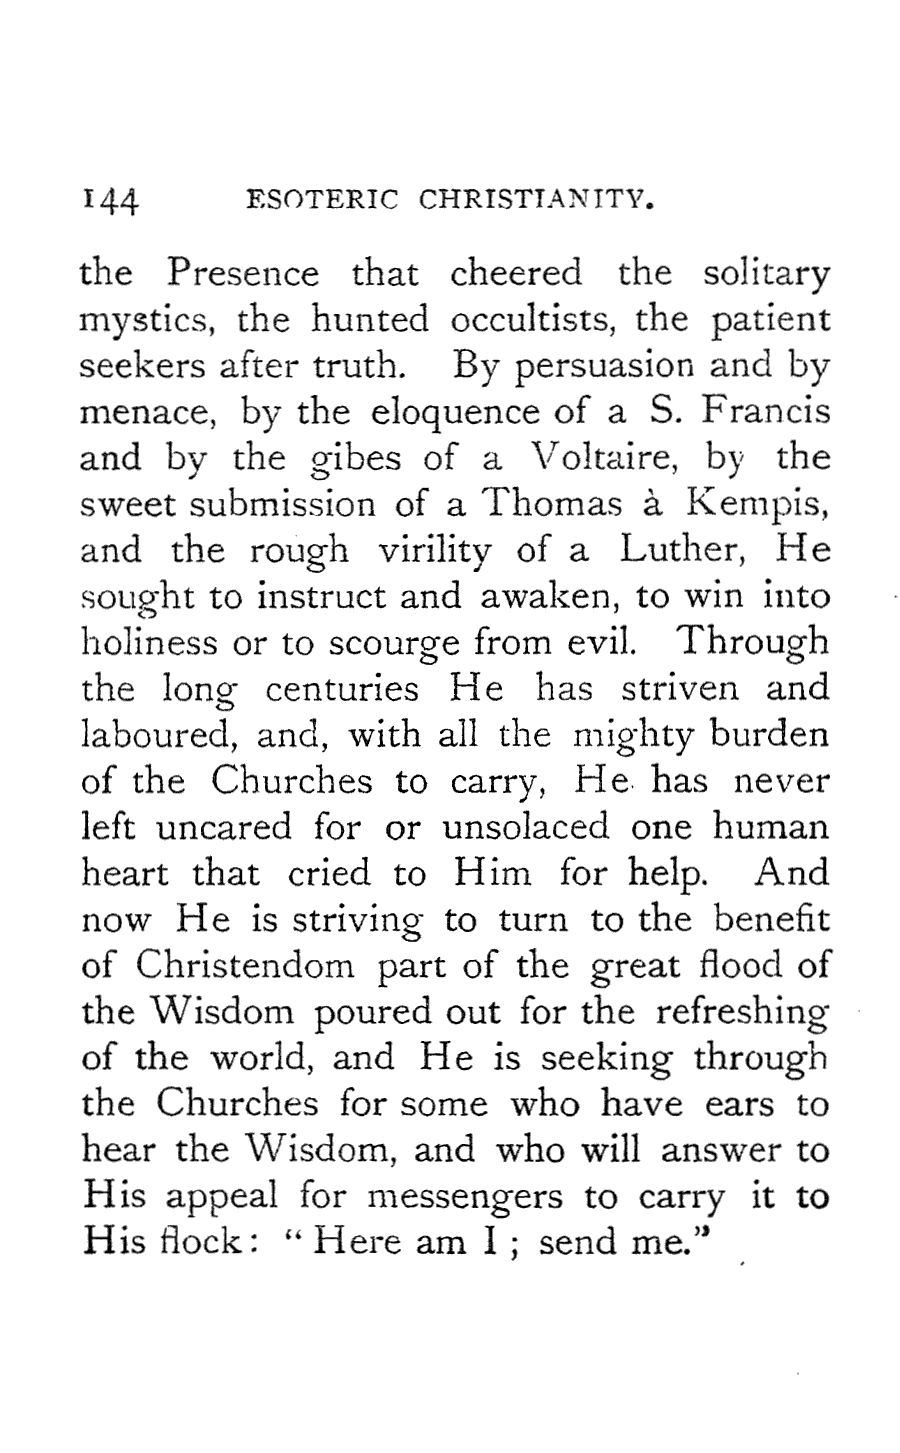 144 ESOTERIC CHRISTIANITY.
the Presence that cheered the solitary
mystics, the hunted occultists, the patient
seekers after truth. By persuasion and by
menace, by the eloquence of a S. Francis
and by the gibes of a Voltaire, by the
sweet submission of a Thomas à Kempis,
and the rough virility of a Luther, He
sought to instruct and awaken, to win into
holiness or to scourge from evil. Through
the long centuries He has striven and
laboured, and, with all the mighty burden
of the Churches to carry, He has never
left uncared for or unsolaced one human
heart that cried to Him for help. And
now He is striving to turn to the benefit
of Christendom part of the great flood of
the Wisdom poured out for the refreshing
of the world, and He is seeking through
the Churches for some who have ears to
hear the Wisdom, and who will answer to
His appeal for messengers to carry it to
His flock: “Here am I; send me.”